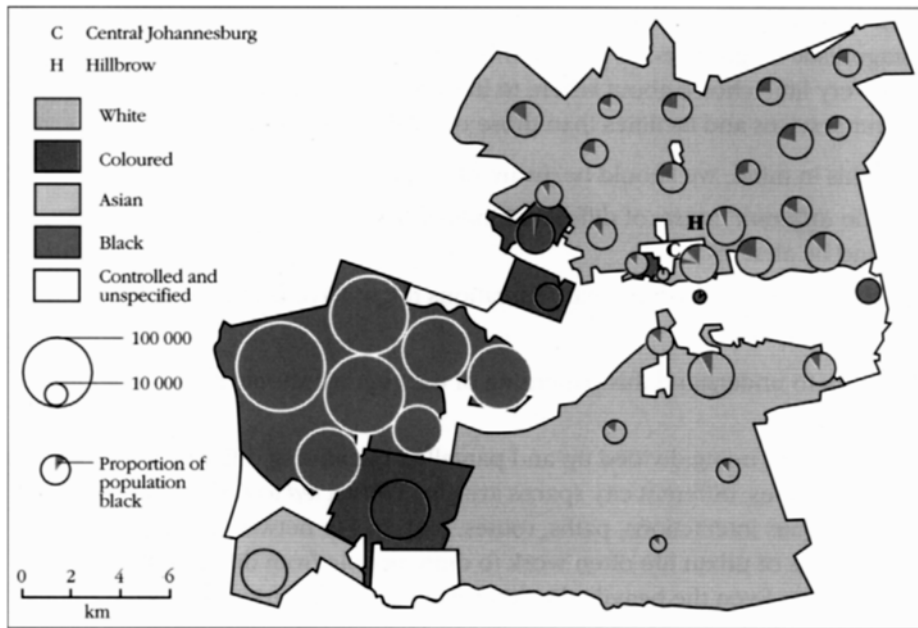 C Central Johannesburg
H Hillbrow
White
Coloured
Asian
Black
Controlled and
unspecified
100 000
10 000
Proportion of
population
black
0 2 4 6
km
H
C